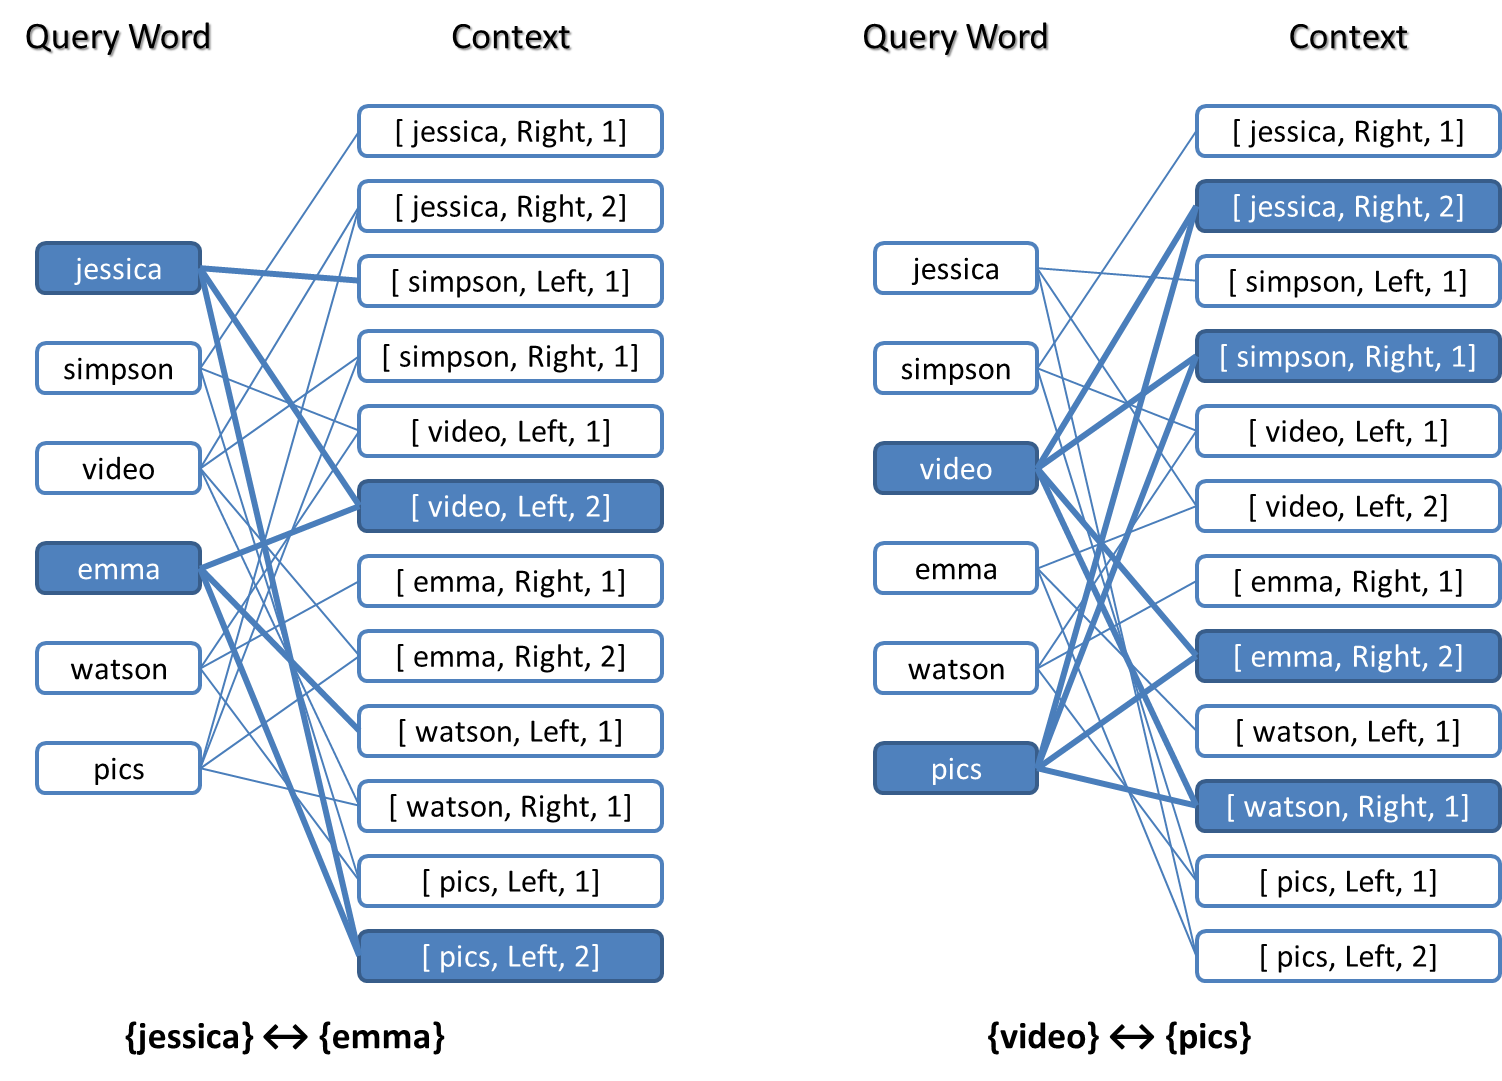 Query Word
Context
[ jessica, Right, 1]
[ jessica, Right, 2]
jessica
[ simpson, Left, 1]
simpson
[ simpson, Right, 1]
[ video, Left, 1]
video
[ video, Left, 2]
emma
[ emma, Right, 1]
[ emma, Right, 2]
watson
[ watson, Left, 1]
pics
[ watson, Right, 1]
[ pics, Left, 1]
[ pics, Left, 2]
{jessica} ↔ {emma}
Query Word
Context
[ jessica, Right, 1]
[ jessica, Right, 2]
jessica
[ simpson, Left, 1]
simpson
[ simpson, Right, 1]
[ video, Left, 1]
video
[ video, Left, 2]
emma
[ emma, Right, 1]
[ emma, Right, 2]
watson
[ watson, Left, 1]
pics
[ watson, Right, 1]
[ pics, Left, 1]
[ pics, Left, 2]
{video} ↔ {pics}